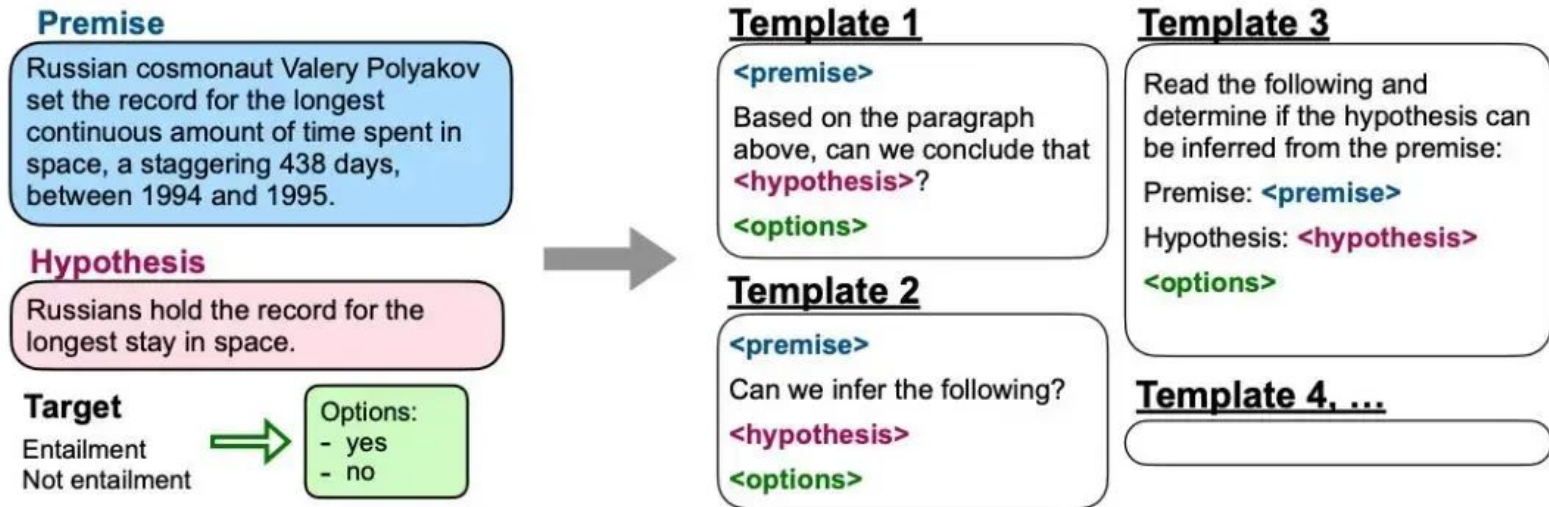 Premise
Russian cosmonaut Valery Polyakov
set the record for the longest
continuous amount of time spent in
space, a staggering 438 days,
between 1994 and 1995.
Hypothesis
Russians hold the record for the
longest stay in space.
Target
Entailment
Not entailment
Options:
- yes
- no
Template 1
<premise>
Based on the paragraph
above, can we conclude that
<hypothesis>?
<options>
Template 2
<premise>
Can we infer the following?
<hypothesis>
<options>
Template 3
Read the following and
determine if the hypothesis can
be inferred from the premise:
Premise: <premise>
Hypothesis: <hypothesis>
<options>
Template 4, ...